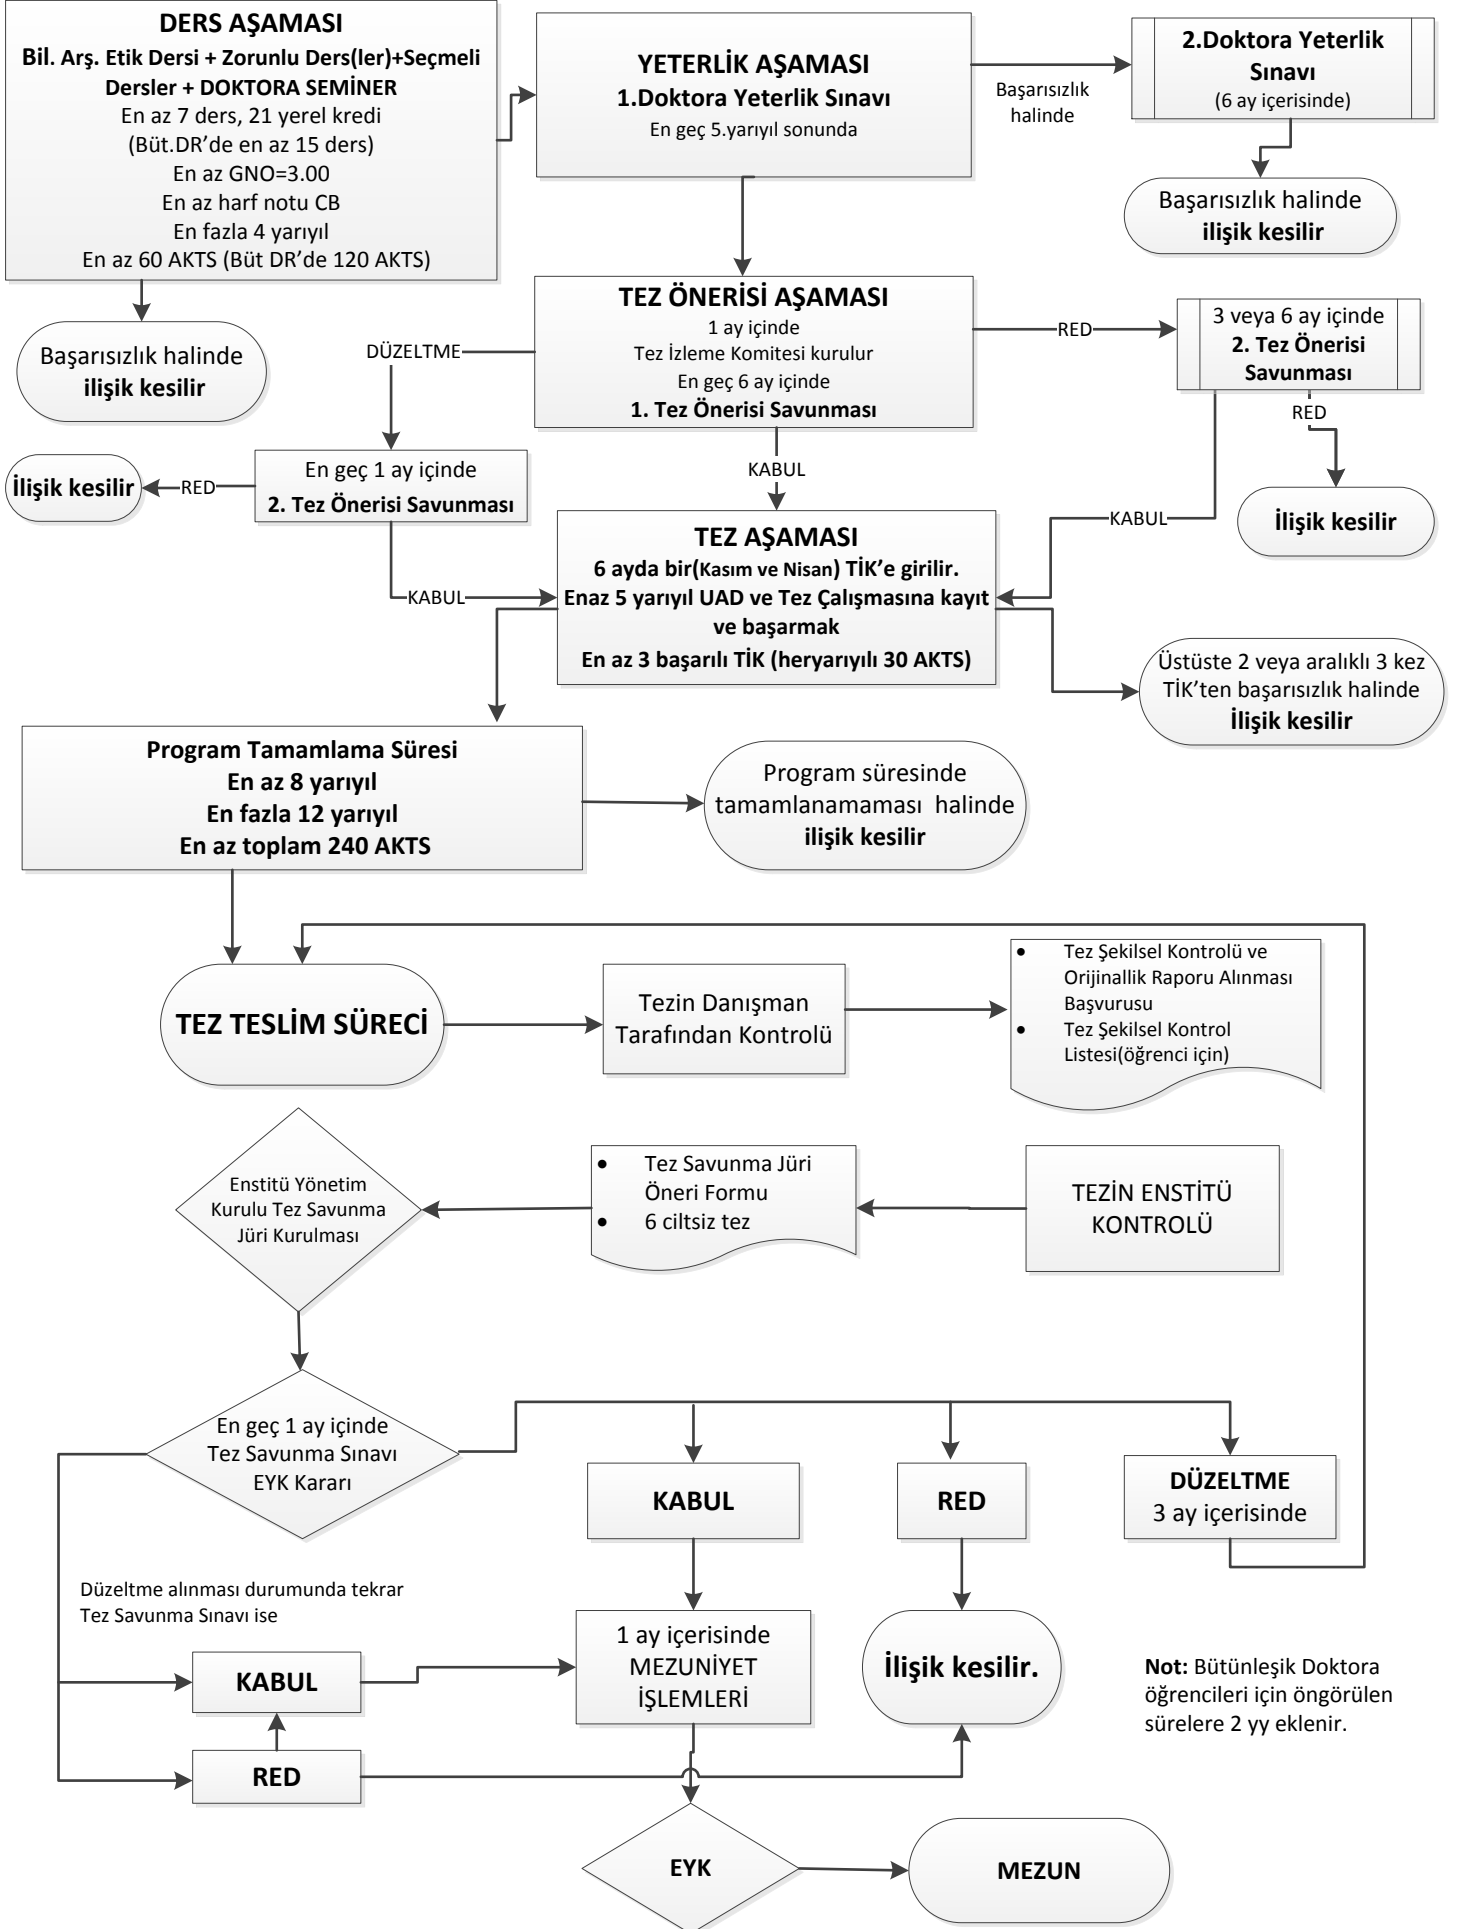 DERS AŞAMASI
Bil. Arş. Etik Dersi + Zorunlu Ders(ler)+Seçmeli
Dersler + DOKTORA SEMİNER
En az 7 ders, 21 yerel kredi
(Büt.DR’de en az 15 ders)
En az GNO=3.00
En az harf notu CB
En fazla 4 yarıyıl
En az 60 AKTS (Büt DR’de 120 AKTS)
YETERLİK AŞAMASI
1.Doktora Yeterlik Sınavı
En geç 5.yarıyıl sonunda
Başarısızlık
halinde
2.Doktora Yeterlik
Sınavı
(6 ay içerisinde)
Başarısızlık halinde
ilişik kesilir
Başarısızlık halinde
ilişik kesilir
TEZ ÖNERİSİ AŞAMASI
1 ay içinde
Tez İzleme Komitesi kurulur
En geç 6 ay içinde
1. Tez Önerisi Savunması
DÜZELTME
RED
3 veya 6 ay içinde
2. Tez Önerisi
Savunması
RED
İlişik kesilir
KABUL
En geç 1 ay içinde
2. Tez Önerisi Savunması
RED
İlişik kesilir
KABUL
KABUL
TEZ AŞAMASI
6 ayda bir(Kasım ve Nisan) TİK’e girilir.
Enaz 5 yarıyıl UAD ve Tez Çalışmasına kayıt
ve başarmak
En az 3 başarılı TİK (heryarıyılı 30 AKTS)
Üstüste 2 veya aralıklı 3 kez
TİK’ten başarısızlık halinde
İlişik kesilir
Program Tamamlama Süresi
En az 8 yarıyıl
En fazla 12 yarıyıl
En az toplam 240 AKTS
Program süresinde
tamamlanamaması  halinde
ilişik kesilir
TEZ TESLİM SÜRECİ
Tezin Danışman
Tarafından Kontrolü
• Tez Şekilsel Kontrolü ve
Orijinallik Raporu Alınması
Başvurusu
• Tez Şekilsel Kontrol
Listesi(öğrenci için)
Enstitü Yönetim
Kurulu Tez Savunma
Jüri Kurulması
• Tez Savunma Jüri
Öneri Formu
• 6 ciltsiz tez
TEZİN ENSTİTÜ
KONTROLÜ
En geç 1 ay içinde
Tez Savunma Sınavı
EYK Kararı
KABUL
RED
DÜZELTME
3 ay içerisinde
Düzeltme alınması durumunda tekrar
Tez Savunma Sınavı ise
KABUL
RED
1 ay içerisinde
MEZUNİYET
İŞLEMLERİ
İlişik kesilir.
Not: Bütünleşik Doktora
öğrencileri için öngörülen
sürelere 2 yy eklenir.
EYK
MEZUN